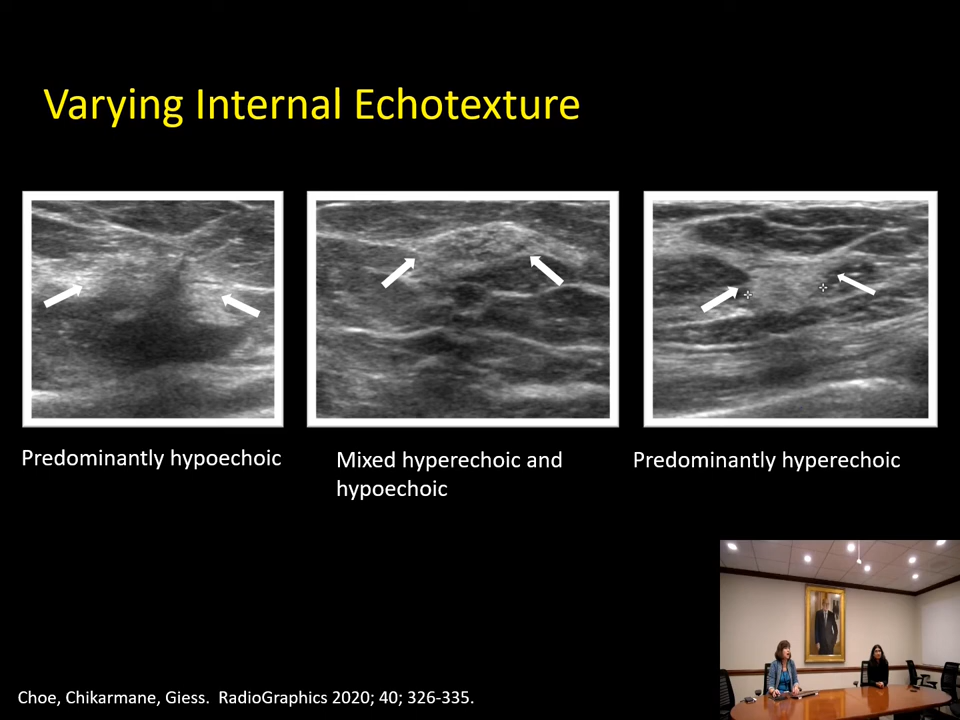 Varying Internal Echotexture
Predominantly hypoechoic
Mixed hyperechoic and
hypoechoic
Predominantly hyperechoic
Choe, Chikarmane, Giess. RadioGraphics 2020; 40; 326-335.